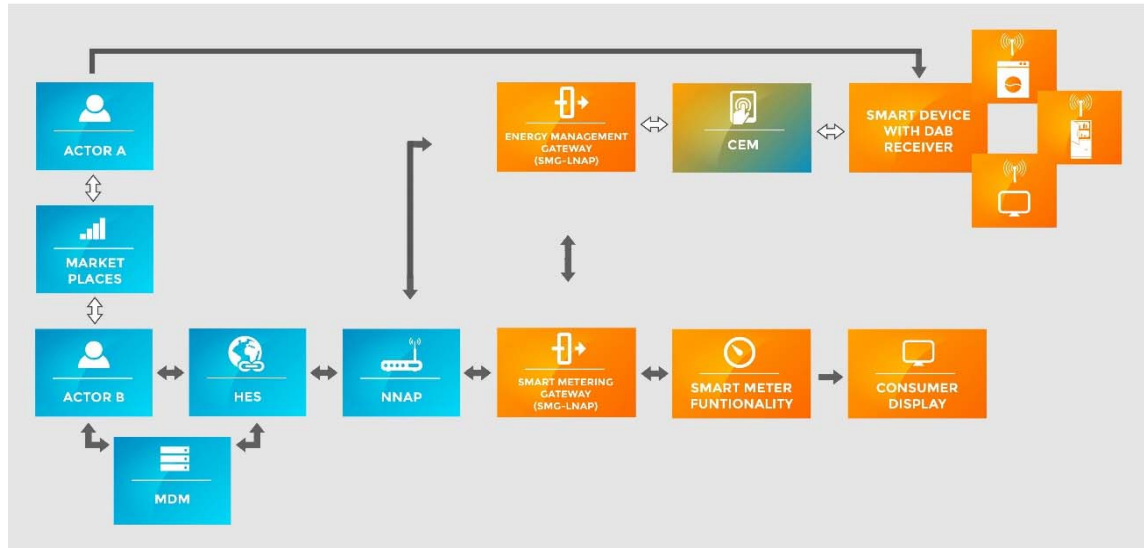 ACTOR A
ENERGY MANAGEMENT
GATEWAY
(SMG-LNAP)
CEM
SMART DEVICE
WITH DAB
RECEIVER
MARKET
PLACES
ACTOR B
HES
NNAP
SMART METERING
GATEWAY
(SMG-LNAP)
SMART METER
FUNTIONALITY
CONSUMER
DISPLAY
MDM